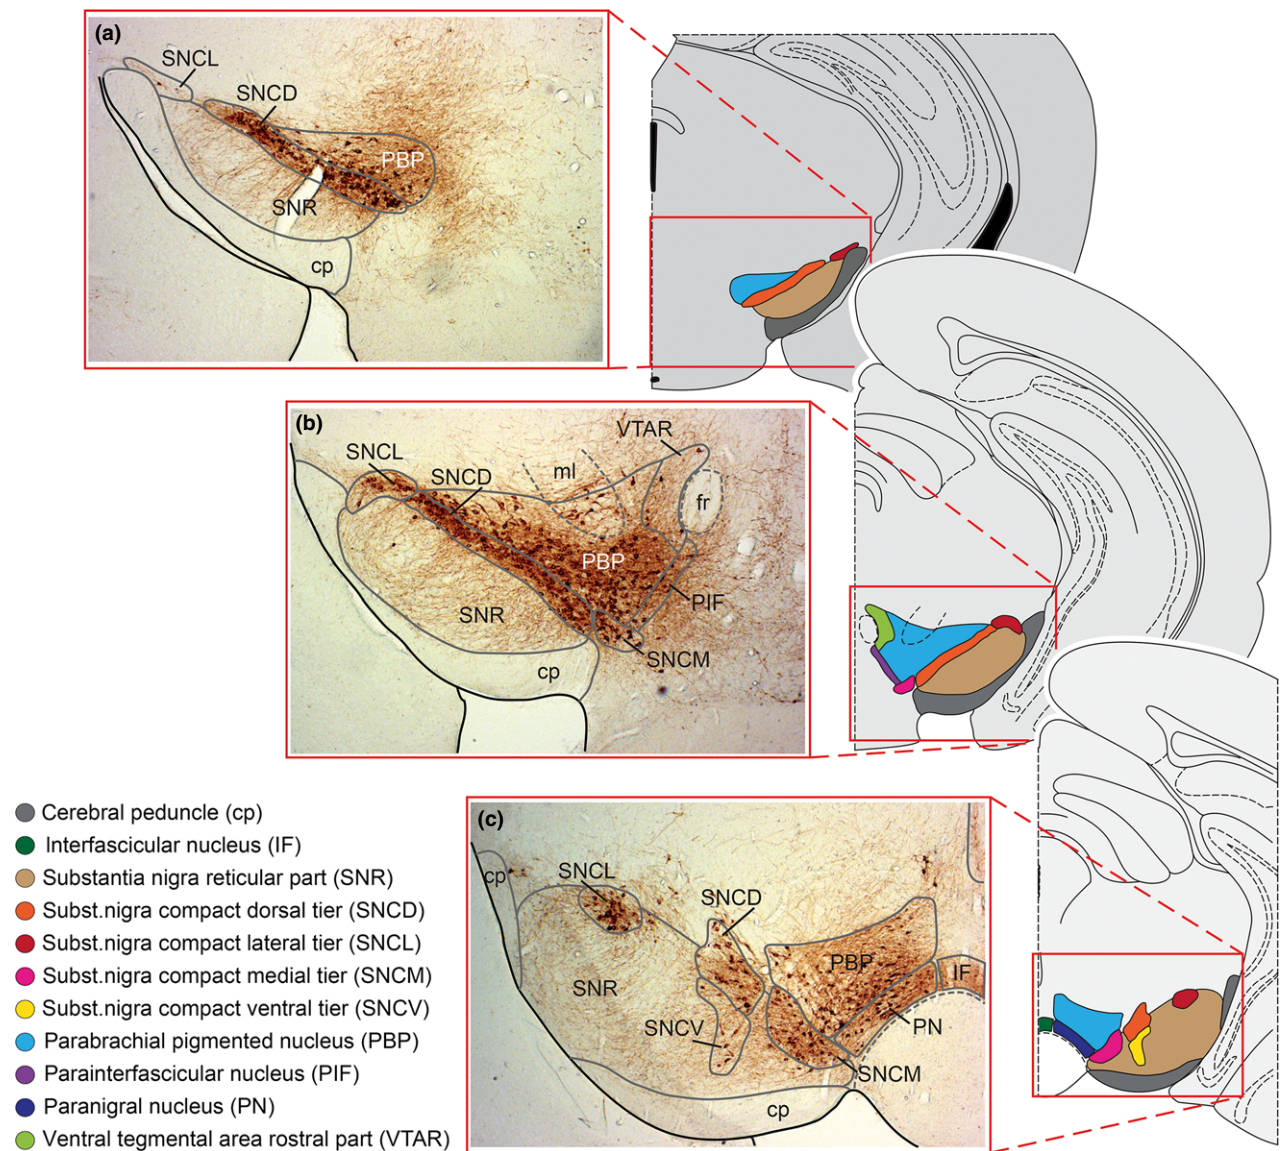 (a)
SNCL
SNCD
PBP
SNR
cp
(b)
VTAR
SNCL
ml
SNCD
fr
PBP
PIF
SNR
SNCM
cp
(c)
cp
SNCL
SNCD
PBP
IF
SNR
SNCV
PN
SNCM
cp
Cerebral peduncle (cp)
Interfascicular nucleus (IF)
Substantia nigra reticular part (SNR)
Subst.nigra compact dorsal tier (SNCD)
Subst.nigra compact lateral tier (SNCL)
Subst.nigra compact medial tier (SNCM)
Subst.nigra compact ventral tier (SNCV)
Parabrachial pigmented nucleus (PBP)
Parainterfascicular nucleus (PIF)
Paranigral nucleus (PN)
Ventral tegmental area rostral part (VTAR)